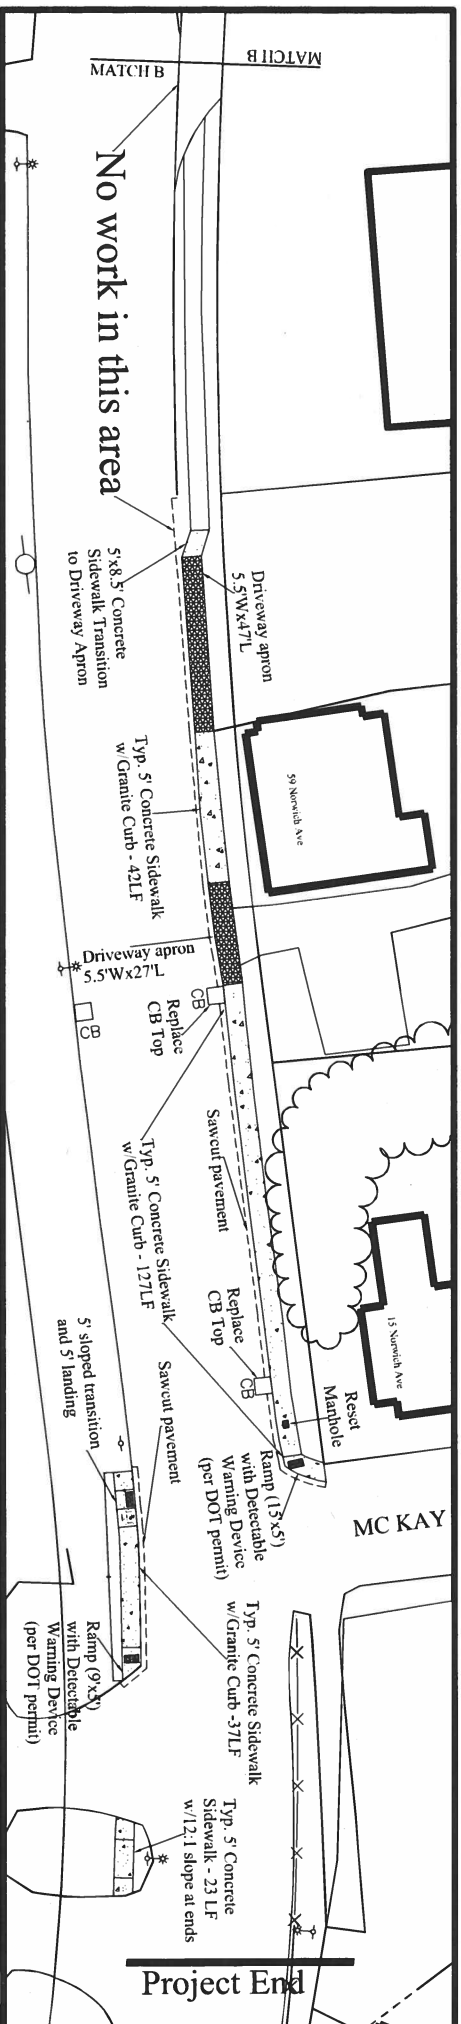 MATCH B
MATCH B
No work in this area
5'x8.5' Concrete
Sidewalk Transition
to Driveway Apron
Driveway apron
5.5'Wx47'L
59 Norwich Ave
Typ. 5' Concrete Sidewalk
w/Granite Curb - 42LF
Driveway apron
5.5'Wx27'L
CB
CB
Replace
CB Top
Sawcut pavement
Typ. 5' Concrete Sidewalk
w/Granite Curb - 127LF
Replace
CB Top
CB
15 Norwich Ave
Reset
Manhole
5' sloped transition
and 5' landing
Sawcut pavement
Ramp (15'x5')
with Detectable
Warning Device
(per DOT permit)
MC KAY
Typ. 5' Concrete Sidewalk
w/Granite Curb -37LF
Ramp (9'x5')
with Detectable
Warning Device
(per DOT permit)
Typ. 5' Concrete
Sidewalk - 23 LF
w/12:1 slope at ends
Project End